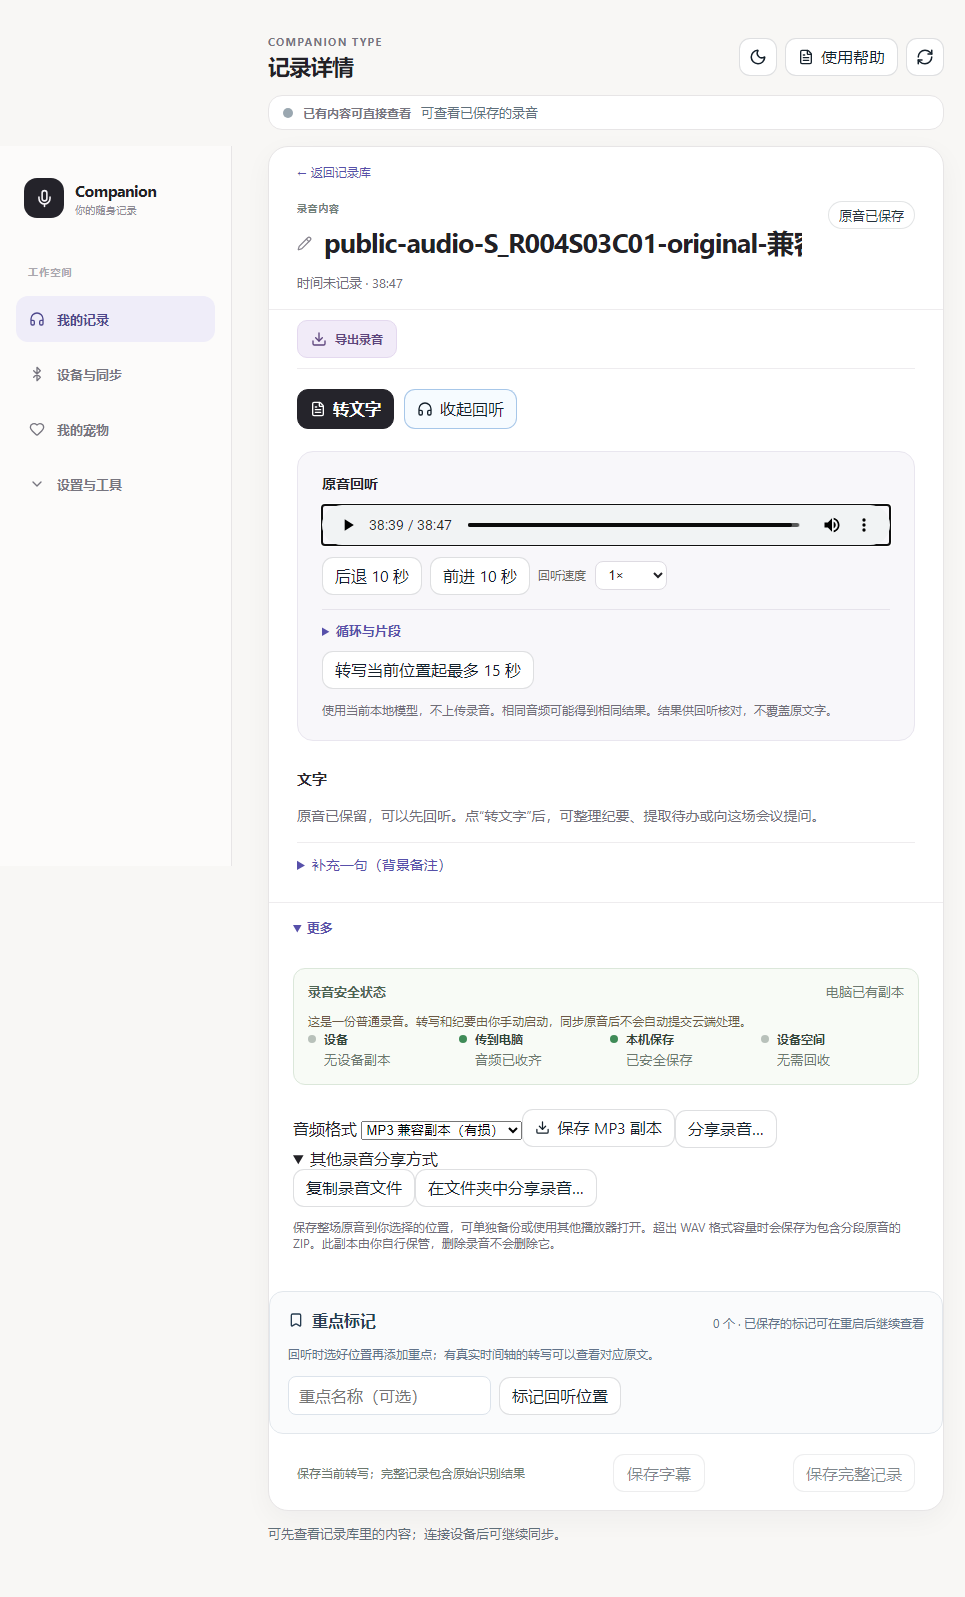 COMPANION TYPE
记录详情
使用帮助
已有内容可直接查看 可查看已保存的录音
Companion
你的随身记录
工作空间
我的记录
设备与同步
我的宠物
设置与工具
← 返回记录库
录音内容
原音已保存
public-audio-S_R004S03C01-original-兼
时间未记录 · 38:47
导出录音
转文字
收起回听
原音回听
38:39 / 38:47
后退 10 秒
前进 10 秒
回听速度
1×
循环与片段
转写当前位置起最多 15 秒
使用当前本地模型，不上传录音。相同音频可能得到相同结果。结果供回听核对，不覆盖原文字。
文字
原音已保留，可以先回听。点“转文字”后，可整理纪要、提取待办或向这场会议提问。
补充一句（背景备注）
更多
录音安全状态
电脑已有副本
这是一份普通录音。转写和纪要由你手动启动，同步原音后不会自动提交云端处理。
设备
无设备副本
传到电脑
音频已收齐
本机保存
已安全保存
设备空间
无需回收
音频格式
MP3 兼容副本（有损）
保存 MP3 副本
分享录音...
其他录音分享方式
复制录音文件
在文件夹中分享录音...
保存整场原音到你选择的位置，可单独备份或使用其他播放器打开。超出 WAV 格式容量时会保存为包含分段原音的
ZIP。此副本由你自行保管，删除录音不会删除它。
重点标记
0 个 · 已保存的标记可在重启后继续查看
回听时选好位置再添加重点；有真实时间轴的转写可以查看对应原文。
重点名称（可选）
标记回听位置
保存当前转写；完整记录包含原始识别结果
保存字幕
保存完整记录
可先查看记录库里的内容；连接设备后可继续同步。